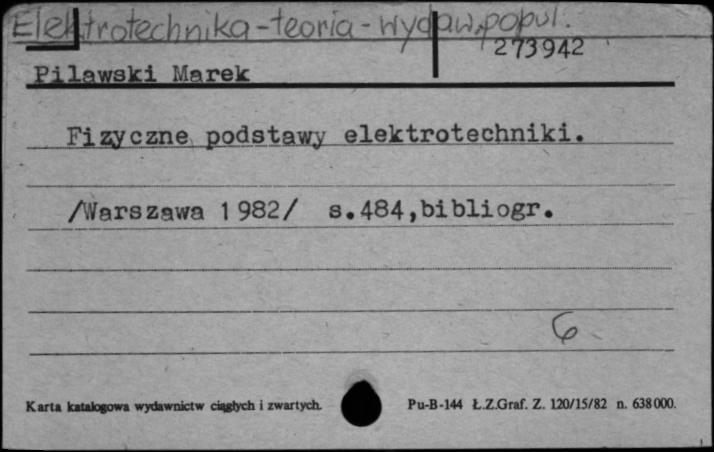 Elektrotechnika-teoria-wydaw.popul.
273942
Pilawski Marek
Fizyczne podstawy elektrotechniki.
/Warszawa 1982/ s.484,bibliogr.
6
Karta katalogowa wydawnictw ciągłych i zwartych. Pu-B-144 Ł.Z.Graf. Z. 120/15/82 n. 638000.